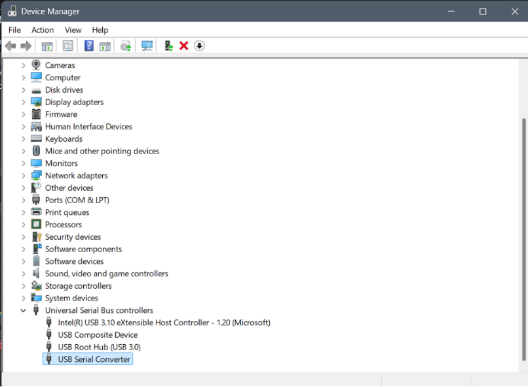 Device Manager
File Action View Help
Cameras
Computer
Disk drives
Display adapters
Firmware
Human Interface Devices
Keyboards
Mice and other pointing devices
Monitors
Network adapters
Other devices
Ports (COM & LPT)
Print queues
Processors
Security devices
Software components
Software devices
Sound, video and game controllers
Storage controllers
System devices
Universal Serial Bus controllers
Intel(R) USB 3.10 eXtensible Host Controller - 1.20 (Microsoft)
USB Composite Device
USB Root Hub (USB 3.0)
USB Serial Converter